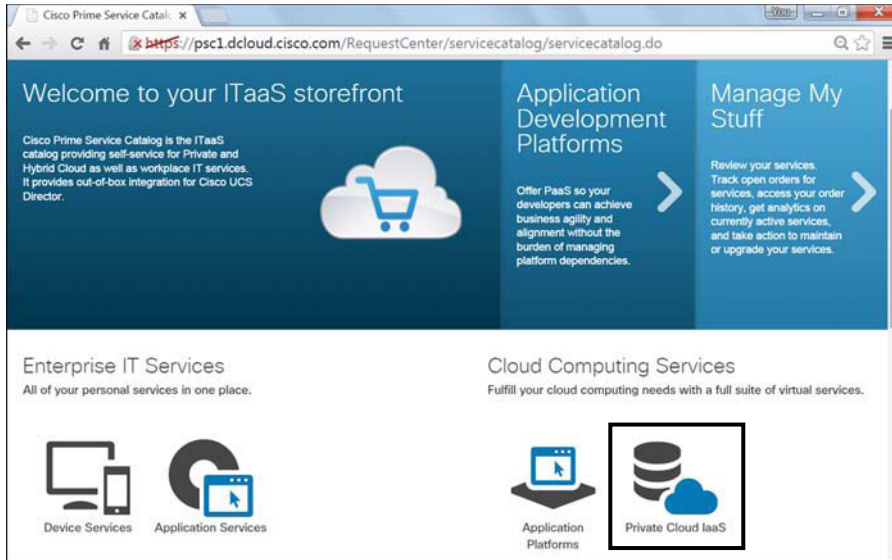 Cisco Prime Service Catalo
You
https://psc1.dcloud.cisco.com/RequestCenter/servicecatalog/servicecatalog.do
Welcome to your ITaaS storefront
Cisco Prime Service Catalog is the ITaaS
catalog providing self-service for Private and
Hybrid Cloud as well as workplace IT services.
It provides out-of-box integration for Cisco UCS
Director.
Application
Development
Platforms
Offer PaaS so your
developers can achieve
business agility and
alignment without the
burden of managing
platform dependencies.
Manage My
Stuff
Review your services.
Track open orders for
services, access your order
history, get analytics on
currently active services,
and take action to maintain
or upgrade your services.
Enterprise IT Services
All of your personal services in one place.
Device Services
Application Services
Cloud Computing Services
Fulfill your cloud computing needs with a full suite of virtual services.
Application
Platforms
Private Cloud IaaS